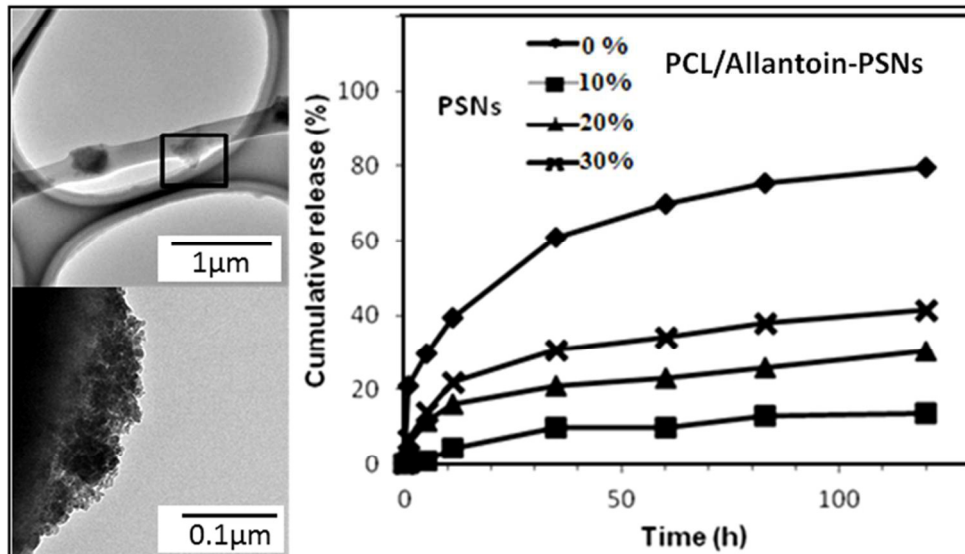 1µm
0.1µm
PCL/Allantoin-PSNs
PSNs
0 %
10%
20%
30%
Cumulative release (%)
100
80
60
40
20
0
0 50 100
Time (h)